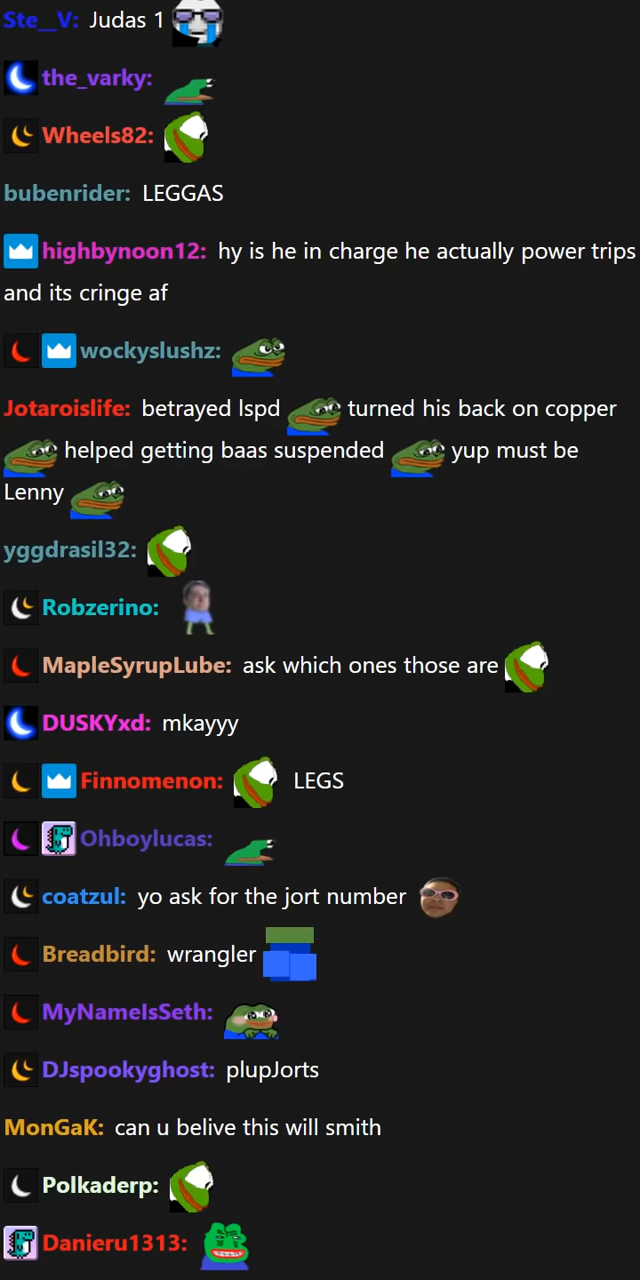 Ste__V: Judas 1
the_varky:
Wheels82:
bubenrider: LEGGAS
highbynoon12: hy is he in charge he actually power trips
and its cringe af
wockyslushz:
Jotaroislife: betrayed lspd turned his back on copper
helped getting baas suspended yup must be
Lenny
yggdrasil32:
Robzerino:
MapleSyrupLube: ask which ones those are
DUSKYxd: mkayyy
Finnomenon: LEGS
Ohboylucas:
coatzul: yo ask for the jort number
Breadbird: wrangler
MyNameIsSeth:
DJspookyghost: plupJorts
MonGaK: can u belive this will smith
Polkaderp:
Danieru1313: